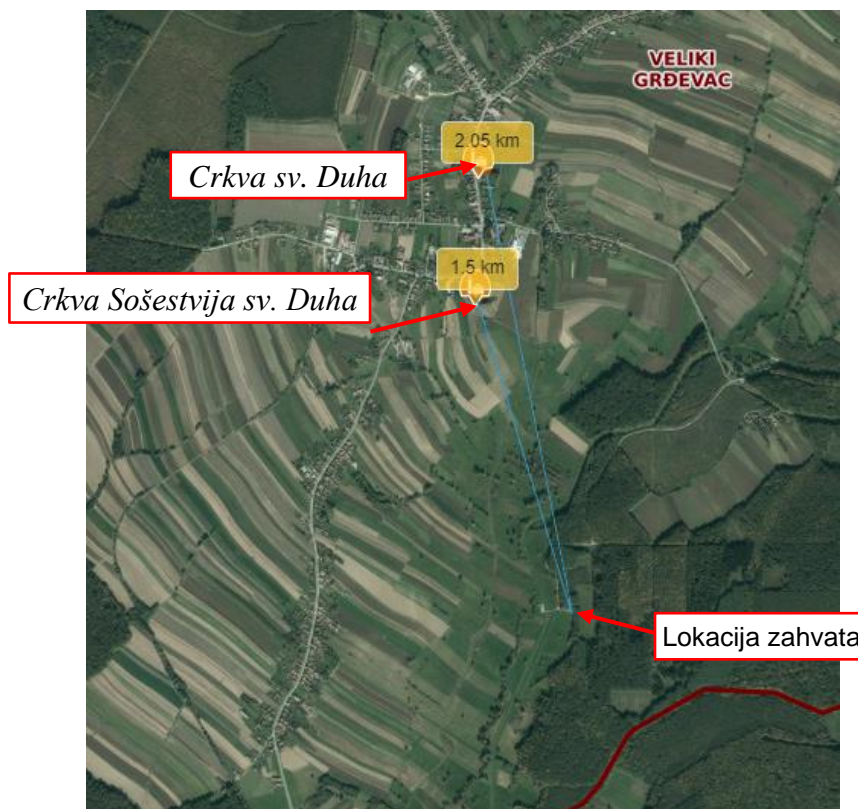 VELIKI
GRĐEVAC
2.05 km
Crkva sv. Duha
1.5 km
Crkva Sošestvija sv. Duha
Lokacija zahvata